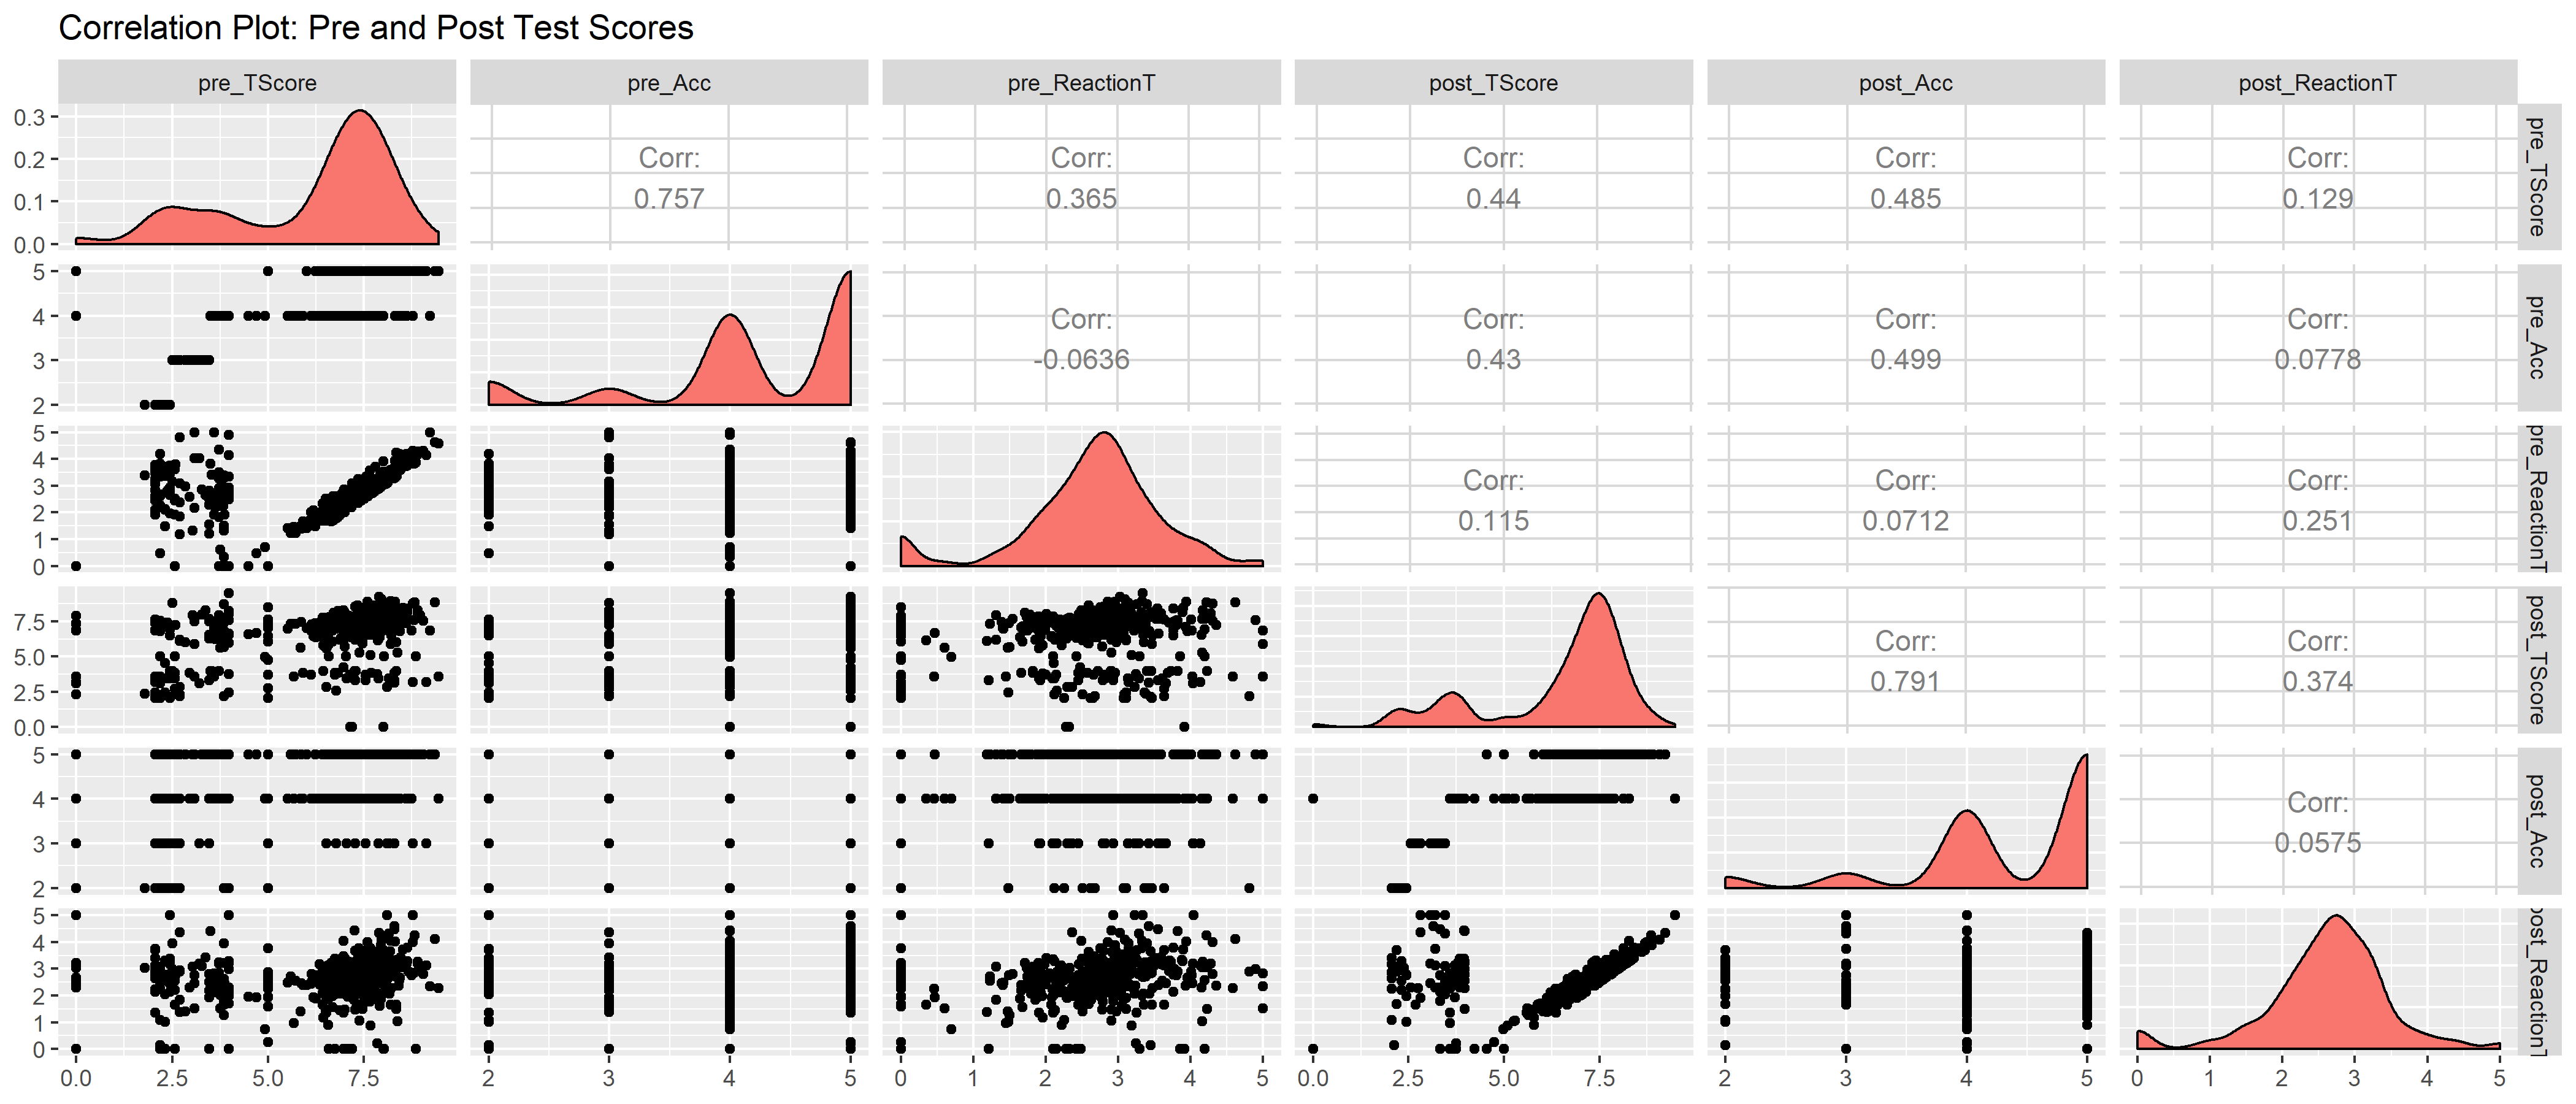 Correlation Plot: Pre and Post Test Scores
pre_TScore pre_Acc pre_ReactionT post_TScore post_Acc post_ReactionT
0.3
0.2
0.1
0.0
Corr:
0.757
Corr:
0.365
Corr:
0.44
Corr:
0.485
Corr:
0.129
pre_TScore
5
4
3
2
Corr:
-0.0636
Corr:
0.43
Corr:
0.499
Corr:
0.0778
pre_Acc
5
4
3
2
1
0
Corr:
0.115
Corr:
0.0712
Corr:
0.251
pre_ReactionT
7.5
5.0
2.5
0.0
Corr:
0.791
Corr:
0.374
post_TScore
5
4
3
2
Corr:
0.0575
post_Acc
5
4
3
2
1
0
post_ReactionT
0.0 2.5 5.0 7.5 2 3 4 5 0 1 2 3 4 5 0.0 2.5 5.0 7.5 2 3 4 5 0 1 2 3 4 5